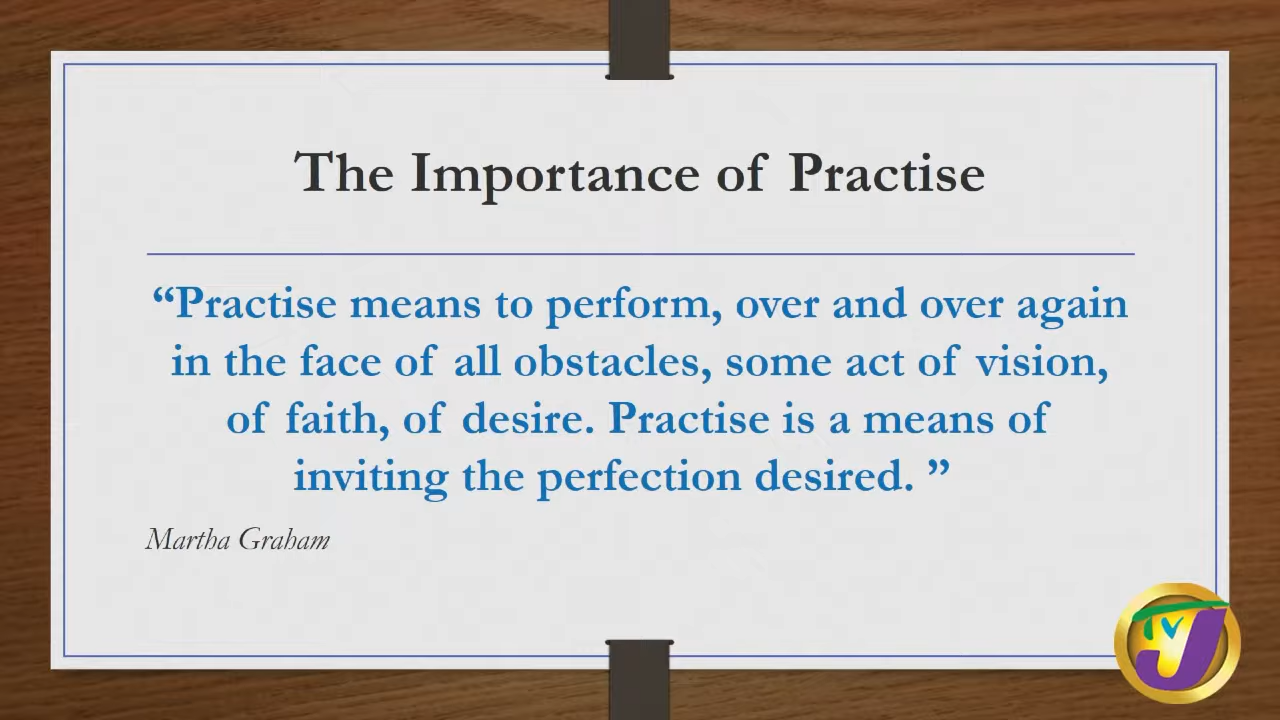 The Importance of Practise
“Practise means to perform, over and over again
in the face of all obstacles, some act of vision,
of faith, of desire. Practise is a means of
inviting the perfection desired. ”
Martha Graham
TVJ